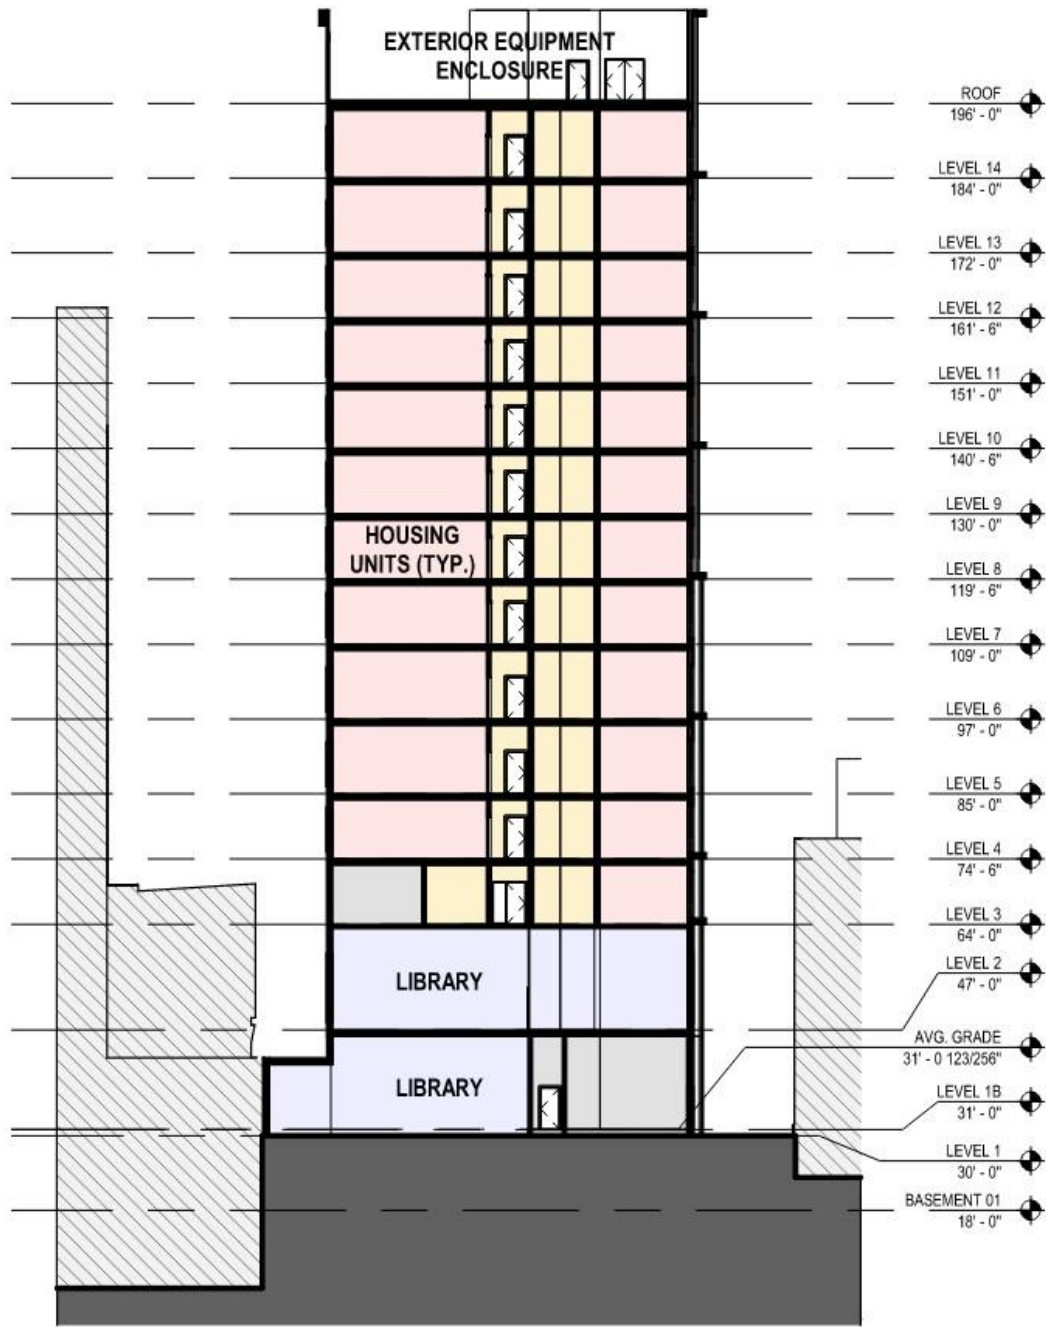 EXTERIOR EQUIPMENT
ENCLOSURE
ROOF
196' - 0"
LEVEL 14
184' - 0"
LEVEL 13
172' - 0"
LEVEL 12
161' - 6"
LEVEL 11
151' - 0"
LEVEL 10
140' - 6"
LEVEL 9
130' - 0"
HOUSING
UNITS (TYP.)
LEVEL 8
119' - 6"
LEVEL 7
109' - 0"
LEVEL 6
97' - 0"
LEVEL 5
85' - 0"
LEVEL 4
74' - 6"
LEVEL 3
64' - 0"
LIBRARY
LEVEL 2
47' - 0"
AVG. GRADE
31' - 0 123/256"
LIBRARY
LEVEL 1B
31' - 0"
LEVEL 1
30' - 0"
BASEMENT 01
18' - 0"